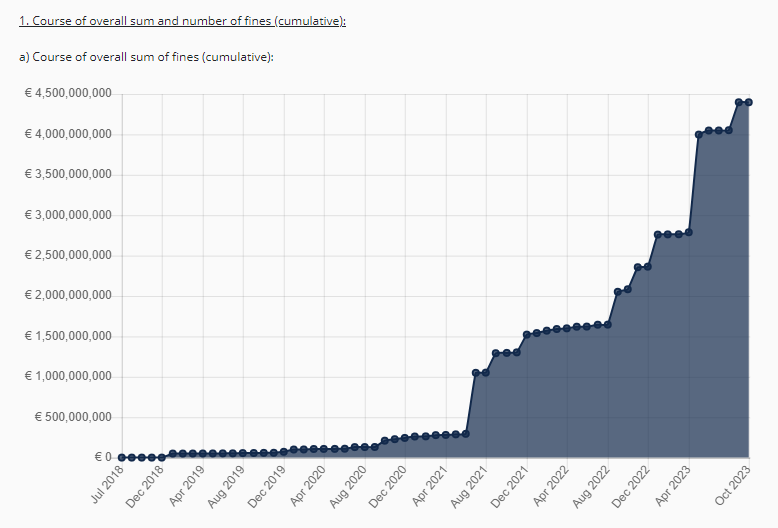 1. Course of overall sum and number of fines (cumulative):
a) Course of overall sum of fines (cumulative):
€ 4,500,000,000
€ 4,000,000,000
€ 3,500,000,000
€ 3,000,000,000
€ 2,500,000,000
€ 2,000,000,000
€ 1,500,000,000
€ 1,000,000,000
€ 500,000,000
€ 0
Jul 2018
Dec 2018
Apr 2019
Aug 2019
Dec 2019
Apr 2020
Aug 2020
Dec 2020
Apr 2021
Aug 2021
Dec 2021
Apr 2022
Aug 2022
Dec 2022
Apr 2023
Oct 2023